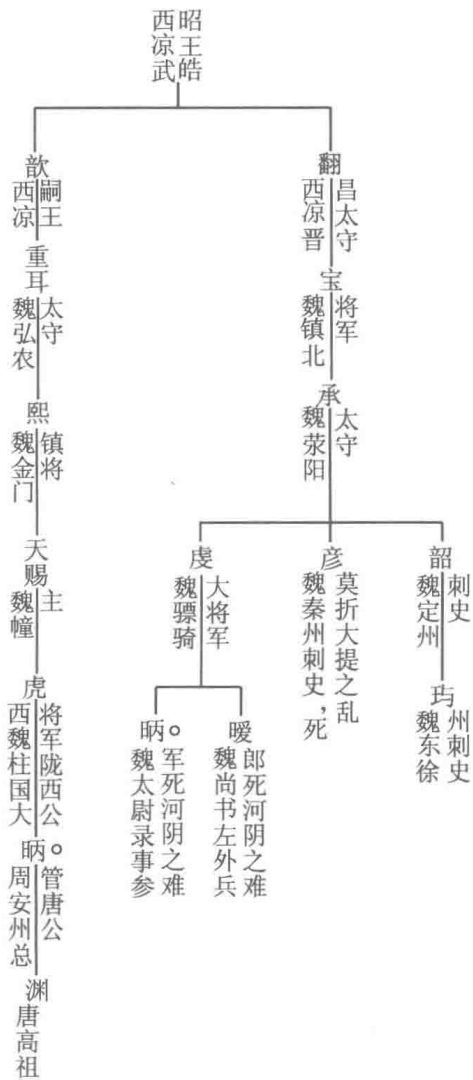 西凉武
昭王皓
歆
西凉
嗣王
重耳
魏弘农
太守
熙
魏金门
镇将
天赐
魏幢
主
虎
西魏柱国大
将军陇西公
昞。
周安州总
管唐公
渊
唐高祖
翻
西凉晋
昌太守
宝
魏镇北
将军
承
魏荥阳
太守
虔
魏骠骑
大将军
昞。
魏太尉录事参
军死河阴之难
暧
魏尚书左外兵
郎死河阴之难
彦
魏秦州刺史，死
莫折大提之乱
韶
魏定州
刺史
玙
魏东徐
州刺史